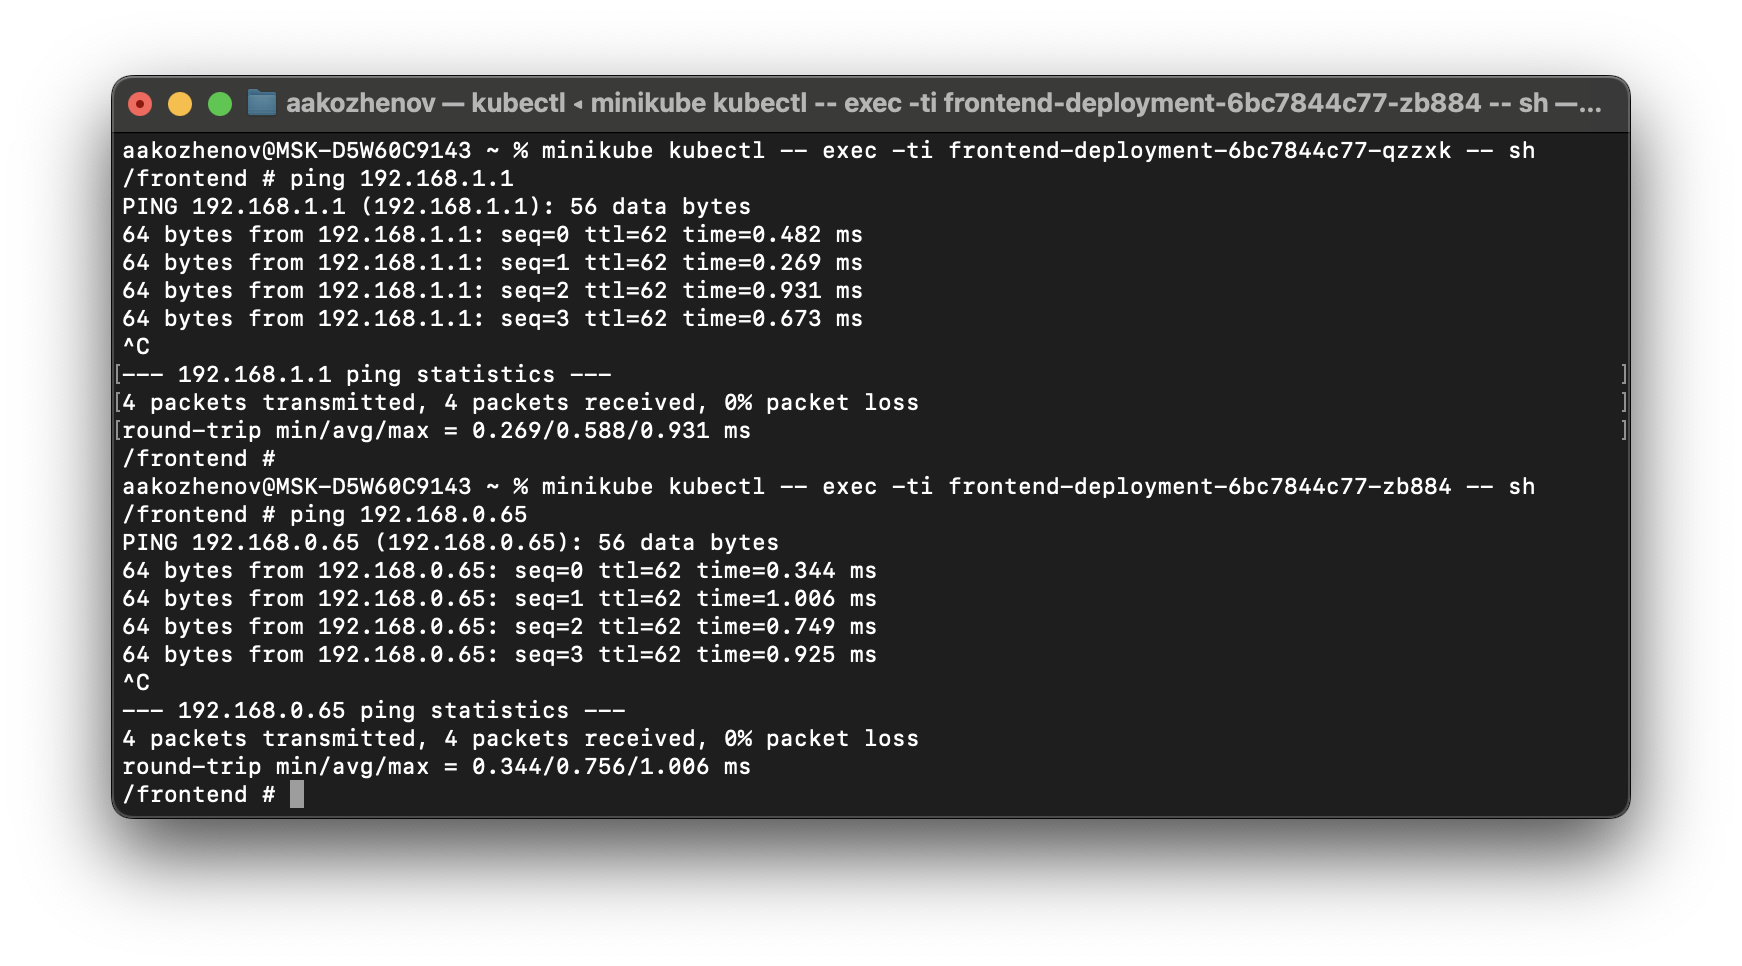 aakozhenov — kubectl ◂ minikube kubectl -- exec -ti frontend-deployment-6bc7844c77-zb884 -- sh —...
aakozhenov@MSK-D5W60C9143 ~ % minikube kubectl -- exec -ti frontend-deployment-6bc7844c77-qzzxk -- sh
/frontend # ping 192.168.1.1
PING 192.168.1.1 (192.168.1.1): 56 data bytes
64 bytes from 192.168.1.1: seq=0 ttl=62 time=0.482 ms
64 bytes from 192.168.1.1: seq=1 ttl=62 time=0.269 ms
64 bytes from 192.168.1.1: seq=2 ttl=62 time=0.931 ms
64 bytes from 192.168.1.1: seq=3 ttl=62 time=0.673 ms
^C
[--- 192.168.1.1 ping statistics --- ]
[4 packets transmitted, 4 packets received, 0% packet loss ]
[round-trip min/avg/max = 0.269/0.588/0.931 ms ]
/frontend #
aakozhenov@MSK-D5W60C9143 ~ % minikube kubectl -- exec -ti frontend-deployment-6bc7844c77-zb884 -- sh
/frontend # ping 192.168.0.65
PING 192.168.0.65 (192.168.0.65): 56 data bytes
64 bytes from 192.168.0.65: seq=0 ttl=62 time=0.344 ms
64 bytes from 192.168.0.65: seq=1 ttl=62 time=1.006 ms
64 bytes from 192.168.0.65: seq=2 ttl=62 time=0.749 ms
64 bytes from 192.168.0.65: seq=3 ttl=62 time=0.925 ms
^C
--- 192.168.0.65 ping statistics ---
4 packets transmitted, 4 packets received, 0% packet loss
round-trip min/avg/max = 0.344/0.756/1.006 ms
/frontend #